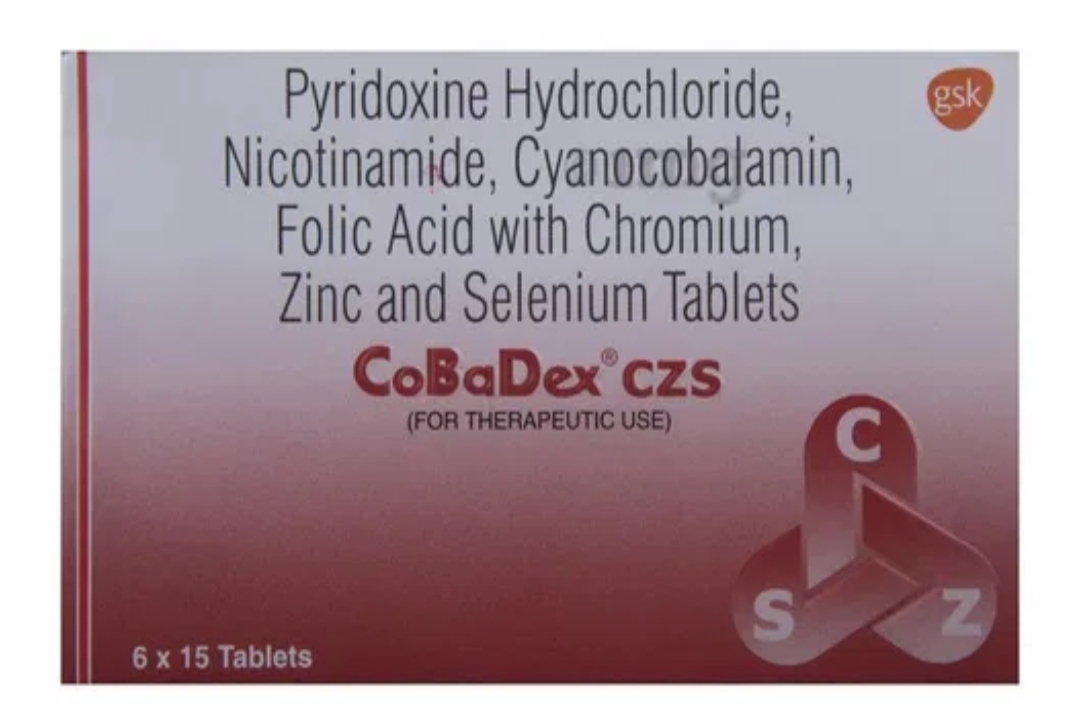 Pyridoxine Hydrochloride,
gsk
Nicotinamide, Cyanocobalamin,
Folic Acid with Chromium,
Zinc and Selenium Tablets
CoBaDex® CZS
(FOR THERAPEUTIC USE)
C
S
Z
6 x 15 Tablets